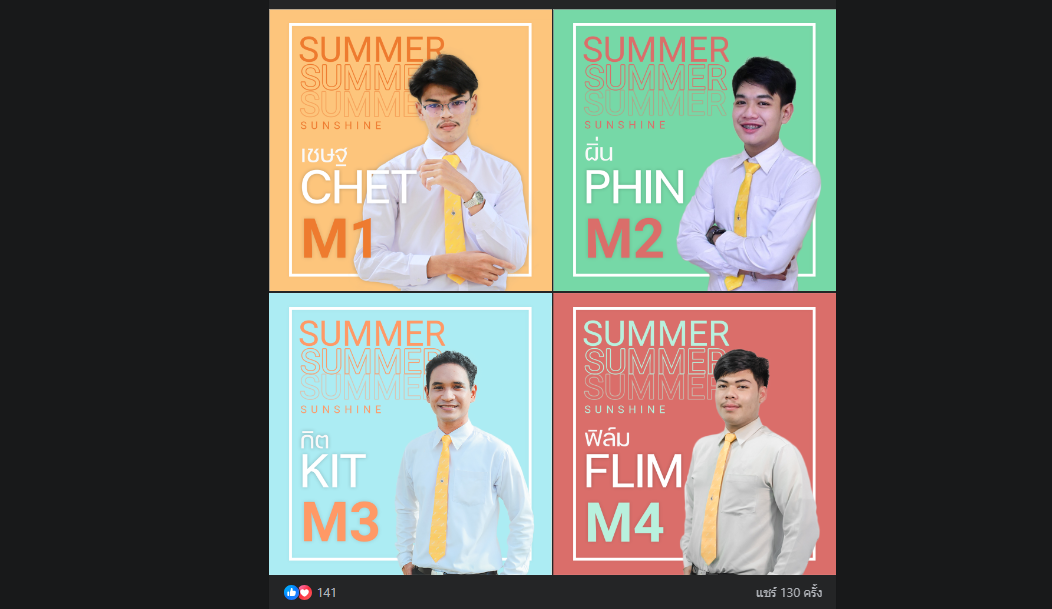 SUMMER
SUMMER
SUMMER
SUNSHINE
เชษฐ
CHET
M1
SUMMER
SUMMER
SUMMER
SUNSHINE
ผิ่น
PHIN
M2
SUMMER
SUMMER
SUMMER
SUNSHINE
กิต
KIT
M3
SUMMER
SUMMER
SUMMER
SUNSHINE
ฟิล์ม
FLIM
M4
141
แชร์ 130 ครั้ง